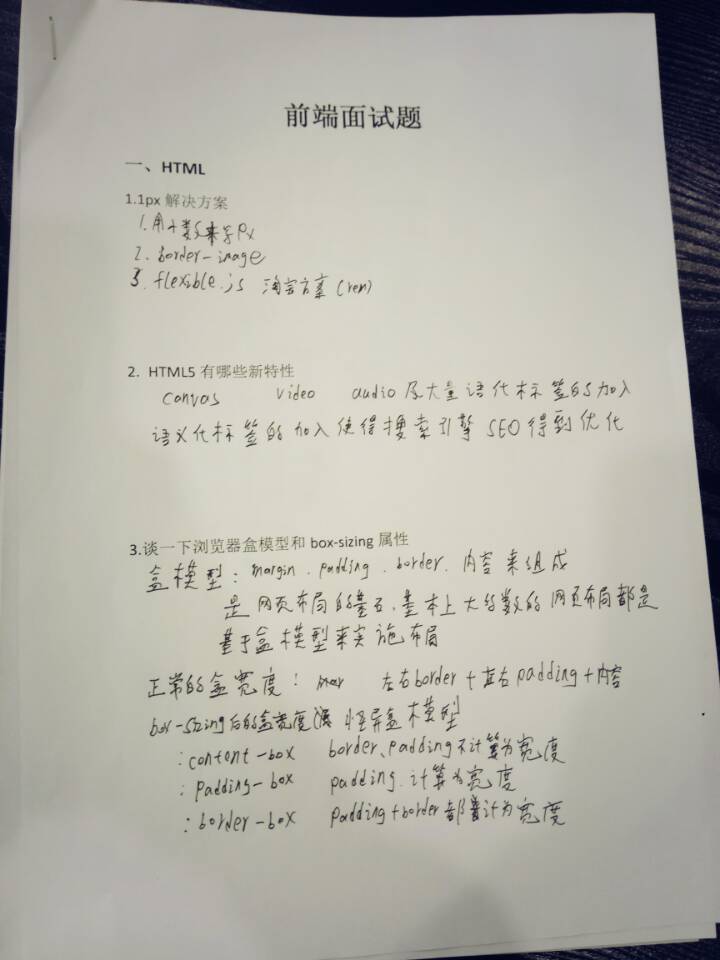 前端面试题
一、HTML
1.1px 解决方案
1. 用小数来写px
2. border-image
3. flexible.js 淘宝方案 (rem)
2. HTML5 有哪些新特性
canvas video audio 及大量语代标签的加入
语义代标签的加入使得搜索引擎 SEO 得到优化
3.谈一下浏览器盒模型和 box-sizing 属性
盒模型: margin、padding、border、内容来组成
是网页布局的基石,基本上大多数的网页布局都是
基于盒模型来实施布局
正常的盒宽度: 左右border + 左右padding + 内容
box-sizing后的盒宽度 怪异盒模型
: content-box border、padding不计算为宽度
: padding-box padding计算为宽度
: border-box padding+border 都算计为宽度